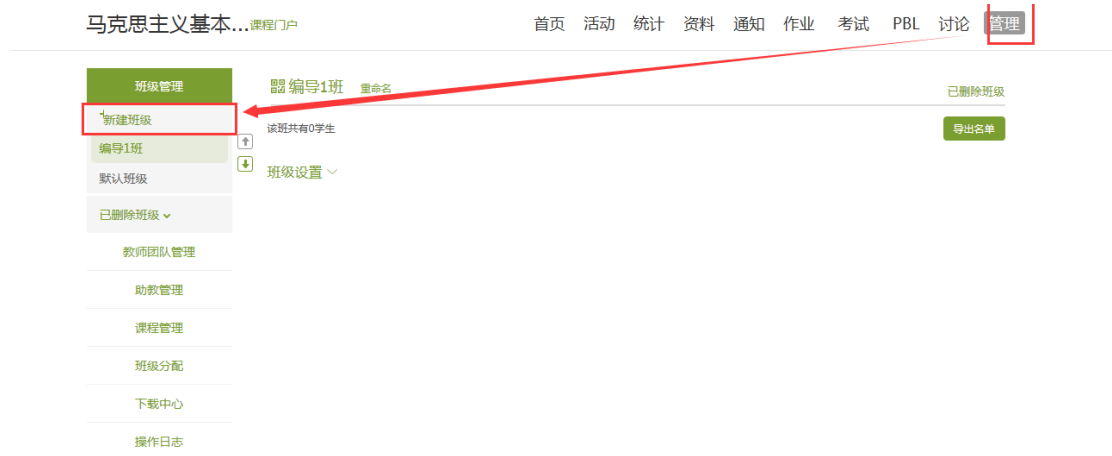 马克思主义基本...课程门户
首页 活动 统计 资料 通知 作业 考试 PBL 讨论 管理
班级管理
+新建班级
编导1班
默认班级
已删除班级
教师团队管理
助教管理
课程管理
班级分配
下载中心
操作日志
编导1班 重命名
已删除班级
该班共有0学生
导出名单
班级设置